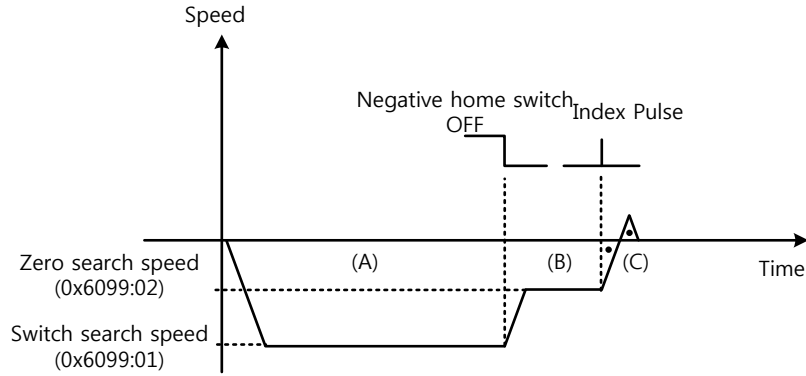 Speed
Negative home switch
OFF
Index Pulse
Zero search speed
(0x6099:02)
(A)
(B)
(C)
Time
Switch search speed
(0x6099:01)